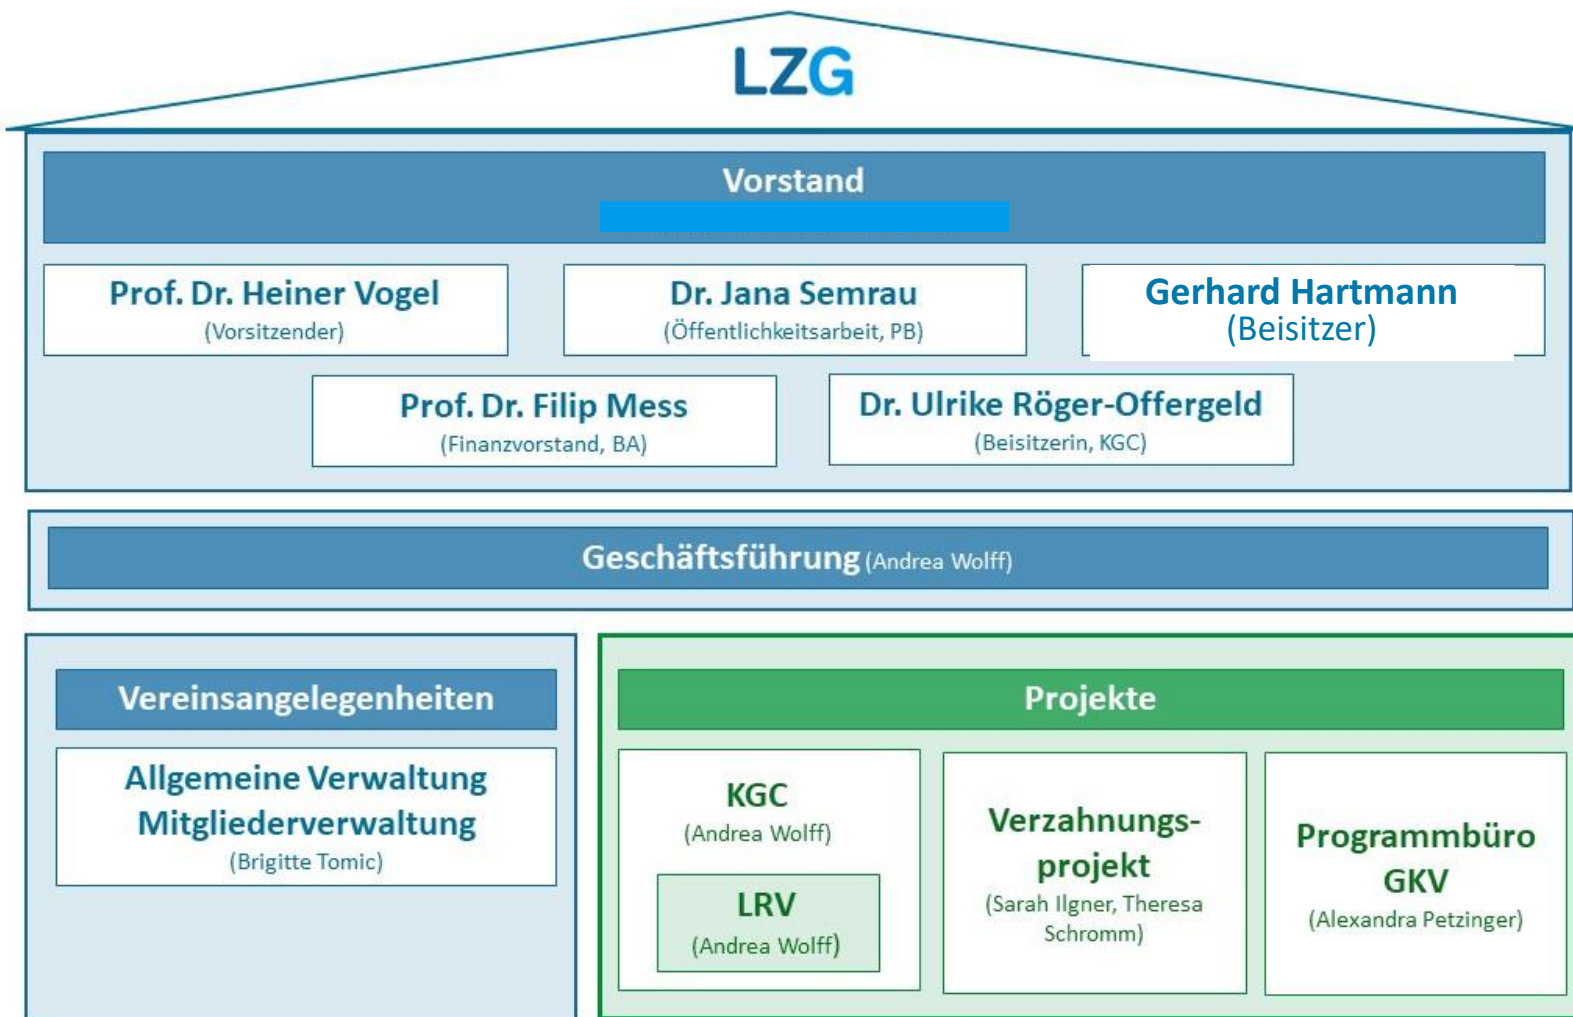 LZG
Vorstand
Prof. Dr. Heiner Vogel
(Vorsitzender)
Dr. Jana Semrau
(Öffentlichkeitsarbeit, PB)
Gerhard Hartmann
(Beisitzer)
Prof. Dr. Filip Mess
(Finanzvorstand, BA)
Dr. Ulrike Röger-Offergeld
(Beisitzerin, KGC)
Geschäftsführung (Andrea Wolff)
Vereinsangelegenheiten
Allgemeine Verwaltung
Mitgliederverwaltung
(Brigitte Tomic)
Projekte
KGC
(Andrea Wolff)
LRV
(Andrea Wolff)
Verzahnungs-
projekt
(Sarah Ilgner, Theresa
Schromm)
Programmbüro
GKV
(Alexandra Petzinger)